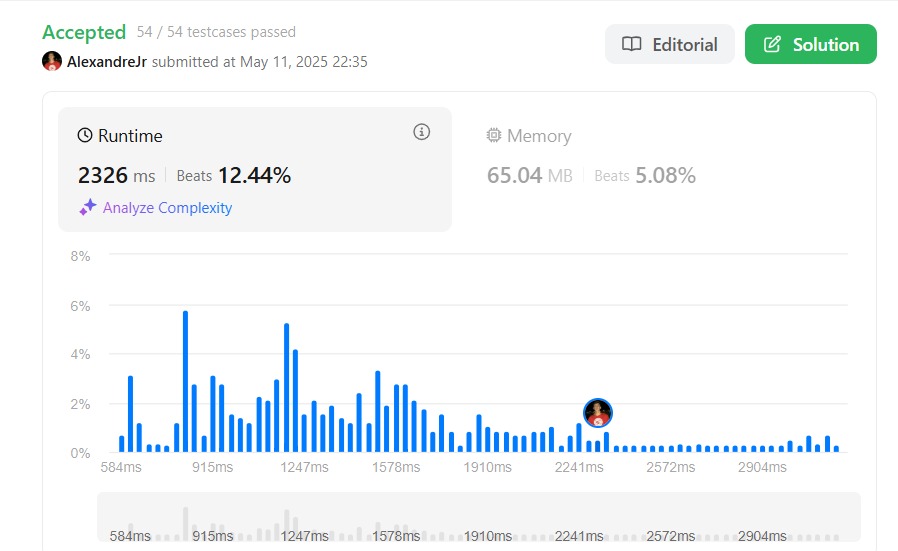 Accepted 54 / 54 testcases passed
Editorial
Solution
AlexandreJr submitted at May 11, 2025 22:35
Runtime
2326 ms Beats 12.44%
Analyze Complexity
Memory
65.04 MB Beats 5.08%
8%
6%
4%
2%
0%
584ms 915ms 1247ms 1578ms 1910ms 2241ms 2572ms 2904ms
584ms 915ms 1247ms 1578ms 1910ms 2241ms 2572ms 2904ms